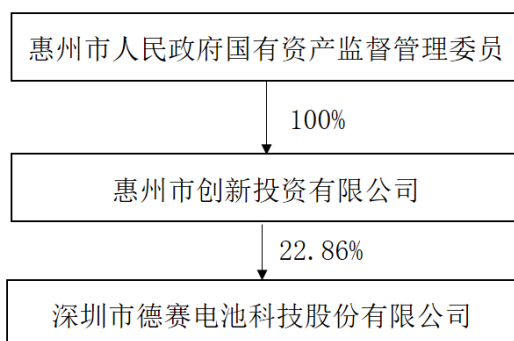 惠州市人民政府国有资产监督管理委员
100%
惠州市创新投资有限公司
22.86%
深圳市德赛电池科技股份有限公司